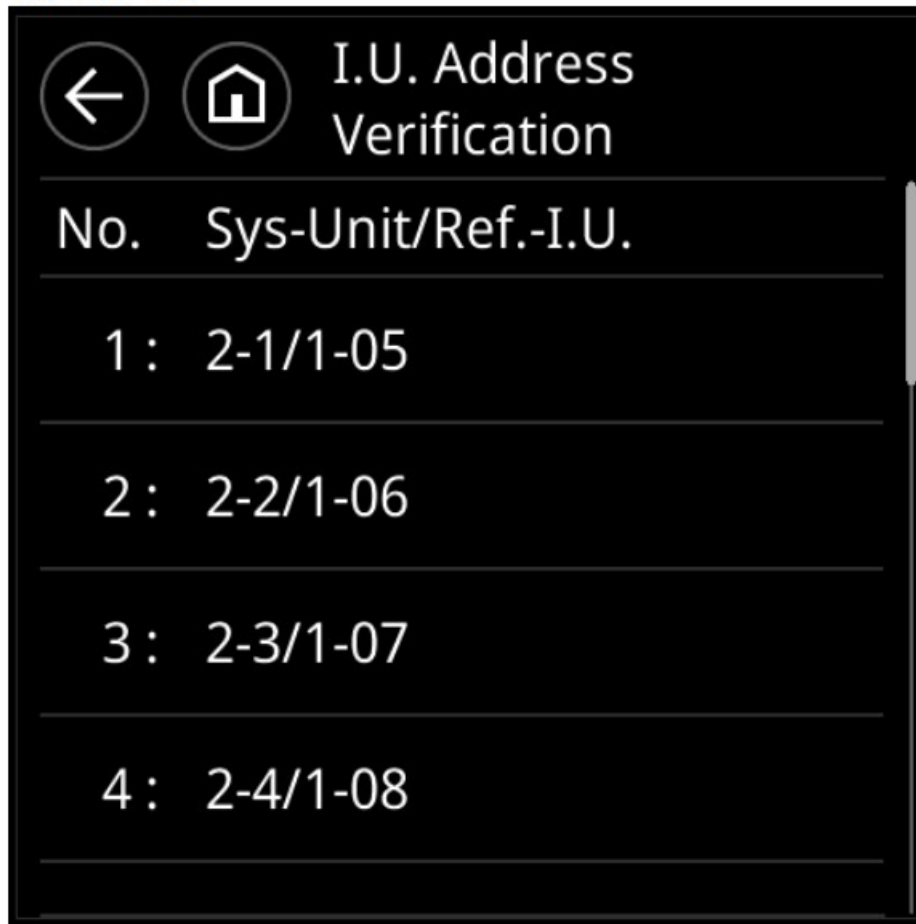 I.U. Address
Verification
No. Sys-Unit/Ref.-I.U.
1 : 2-1/1-05
2 : 2-2/1-06
3 : 2-3/1-07
4 : 2-4/1-08